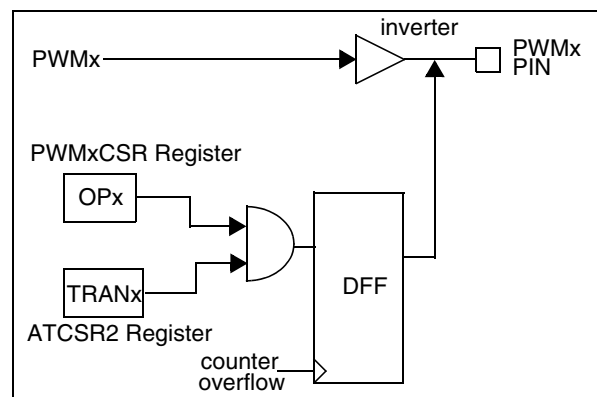 inverter
PWMx
PWMx
PIN
PWMxCSR Register
OPx
TRANx
ATCSR2 Register
DFF
counter
overflow